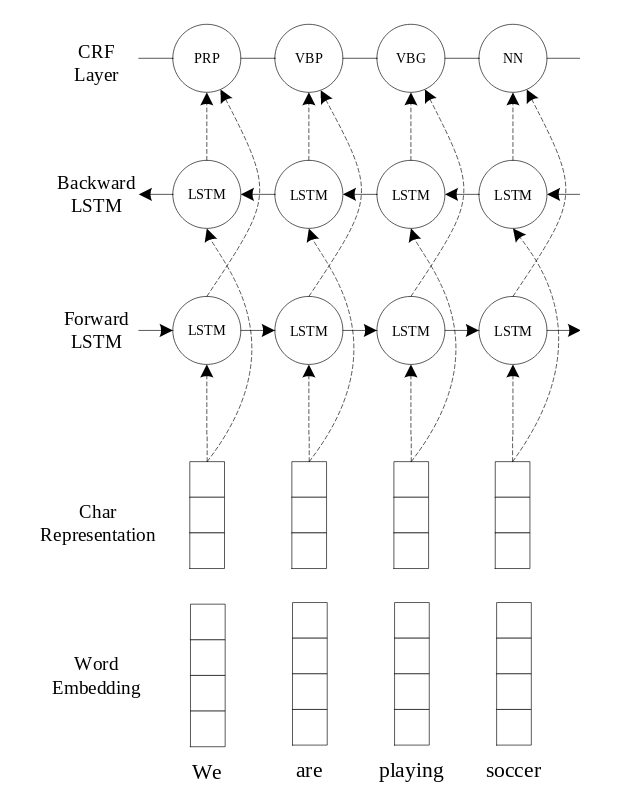 CRF
Layer
PRP VBP VBG NN
Backward
LSTM
LSTM LSTM LSTM LSTM
Forward
LSTM
LSTM LSTM LSTM LSTM
Char
Representation
Word
Embedding
We are playing soccer